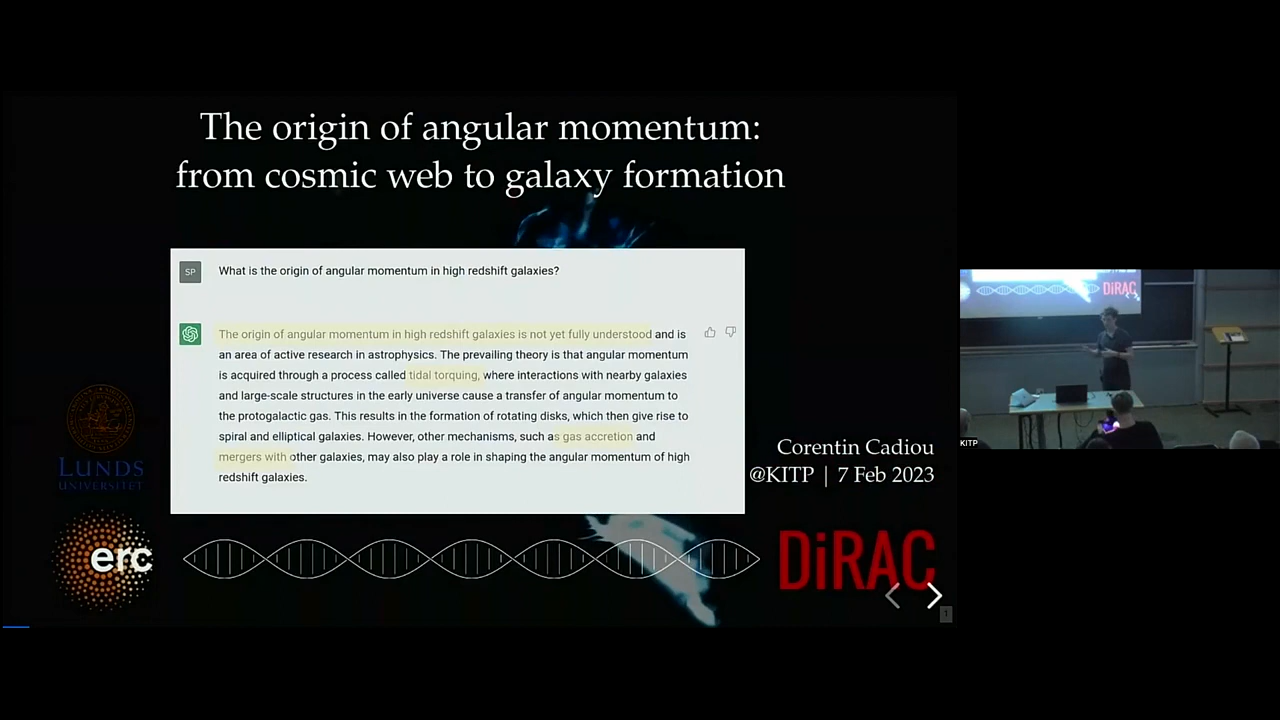 The origin of angular momentum:
from cosmic web to galaxy formation
SP
What is the origin of angular momentum in high redshift galaxies?
The origin of angular momentum in high redshift galaxies is not yet fully understood and is
an area of active research in astrophysics. The prevailing theory is that angular momentum
is acquired through a process called tidal torquing, where interactions with nearby galaxies
and large-scale structures in the early universe cause a transfer of angular momentum to
the protogalactic gas. This results in the formation of rotating disks, which then give rise to
spiral and elliptical galaxies. However, other mechanisms, such as gas accretion and
mergers with other galaxies, may also play a role in shaping the angular momentum of high
redshift galaxies.
LUNDS
UNIVERSITET
erc
Corentin Cadiou
@KITP | 7 Feb 2023
DiRAC
1
DiRAC
KITP